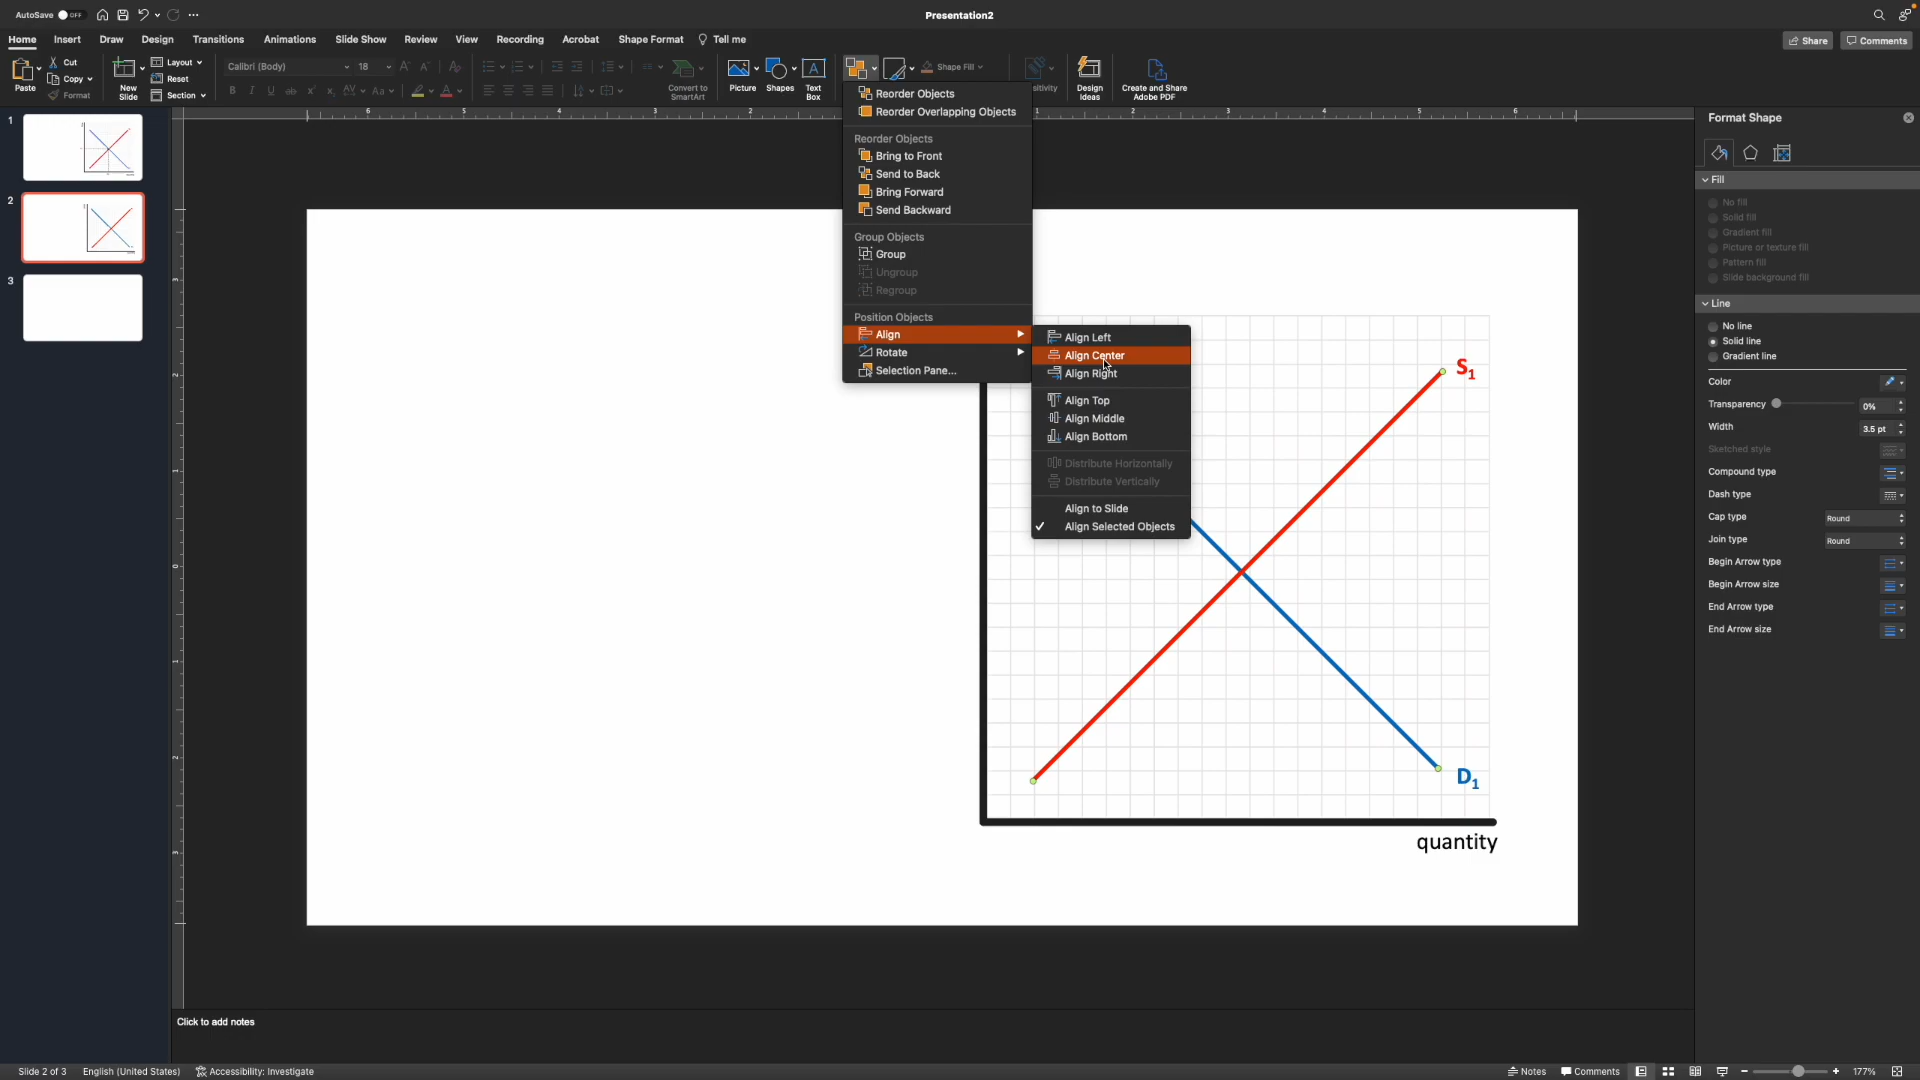 AutoSave OFF
Presentation2
Home Insert Draw Design Transitions Animations Slide Show Review View Recording Acrobat Shape Format Tell me
Share Comments
Paste
Cut
Copy
Format
New Slide
Layout
Reset
Section
Calibri (Body) 18
Convert to SmartArt
Picture
Shapes
Text Box
Shape Fill
sitivity
Design Ideas
Create and Share Adobe PDF
Reorder Objects
Reorder Overlapping Objects
Reorder Objects
Bring to Front
Send to Back
Bring Forward
Send Backward
Group Objects
Group
Ungroup
Regroup
Position Objects
Align
Rotate
Selection Pane...
Align Left
Align Center
Align Right
Align Top
Align Middle
Align Bottom
Distribute Horizontally
Distribute Vertically
Align to Slide
✓ Align Selected Objects
1
2
3
S1
D1
quantity
Format Shape
Fill
No fill
Solid fill
Gradient fill
Picture or texture fill
Pattern fill
Slide background fill
Line
No line
Solid line
Gradient line
Color
Transparency 0%
Width 3.5 pt
Sketched style
Compound type
Dash type
Cap type Round
Join type Round
Begin Arrow type
Begin Arrow size
End Arrow type
End Arrow size
Click to add notes
Slide 2 of 3 English (United States) Accessibility: Investigate
Notes Comments 177%